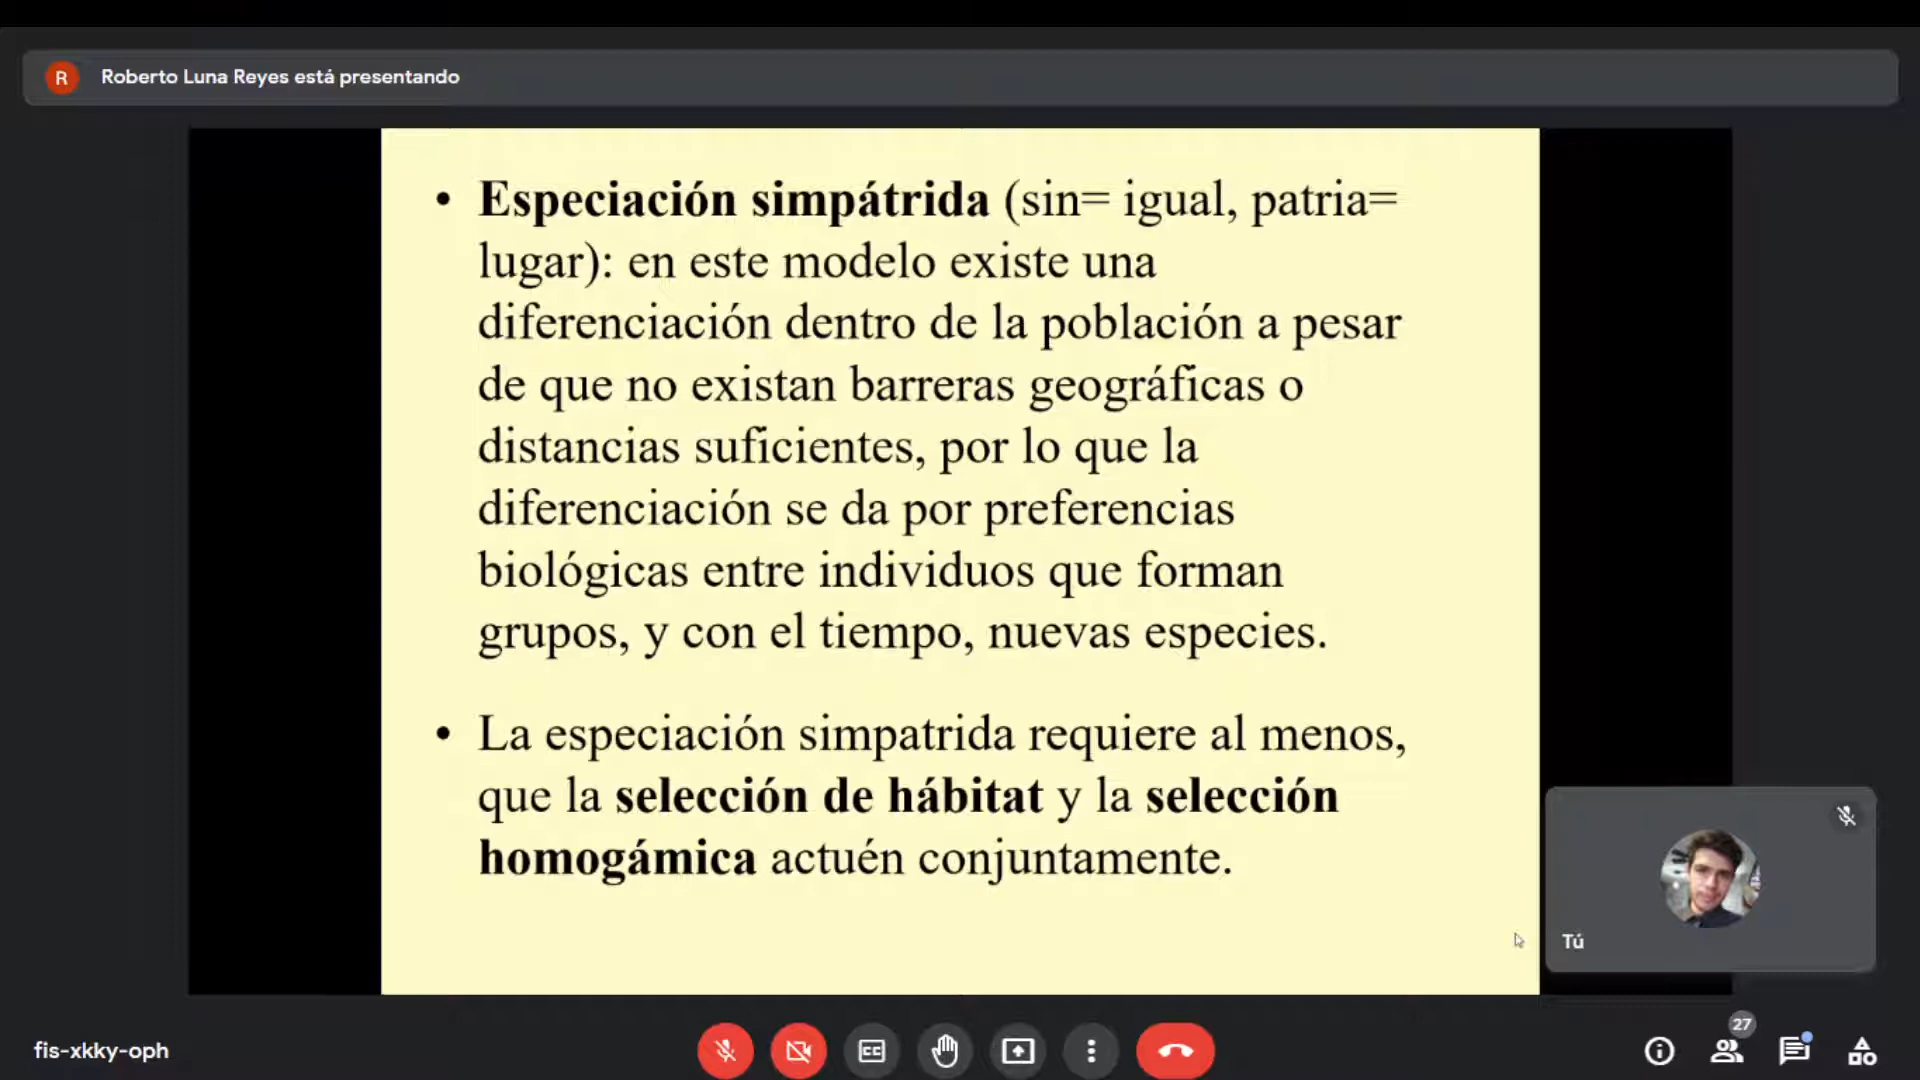 R
Roberto Luna Reyes está presentando
• Especiación simpátrida (sin= igual, patria=
lugar): en este modelo existe una
diferenciación dentro de la población a pesar
de que no existan barreras geográficas o
distancias suficientes, por lo que la
diferenciación se da por preferencias
biológicas entre individuos que forman
grupos, y con el tiempo, nuevas especies.
• La especiación simpatrida requiere al menos,
que la selección de hábitat y la selección
homogámica actuén conjuntamente.
Tú
fis-xkky-oph
CC
27